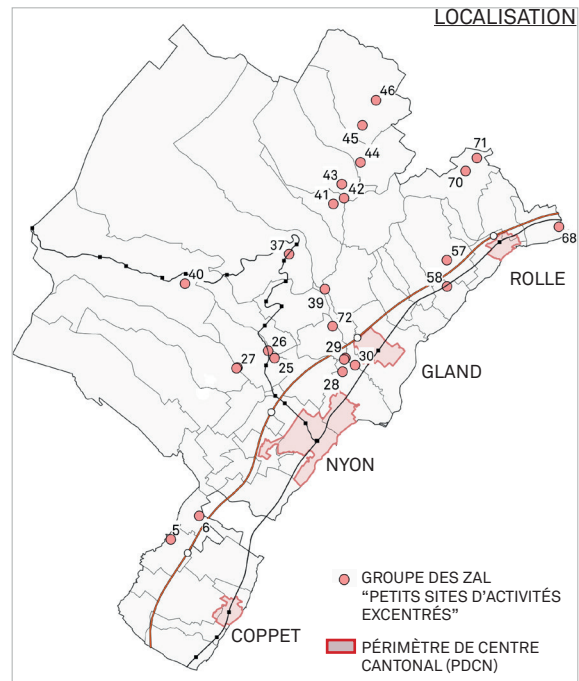 LOCALISATION
46
45
44
71
43
70
42
41
68
37
57
40
58
ROLLE
39
72
26
29
27
25
30
GLAND
28
NYON
5
6
GROUPE DES ZAL
“PETITS SITES D’ACTIVITÉS
EXCENTRÉS”
COPPET
PÉRIMÈTRE DE CENTRE
CANTONAL (PDCN)